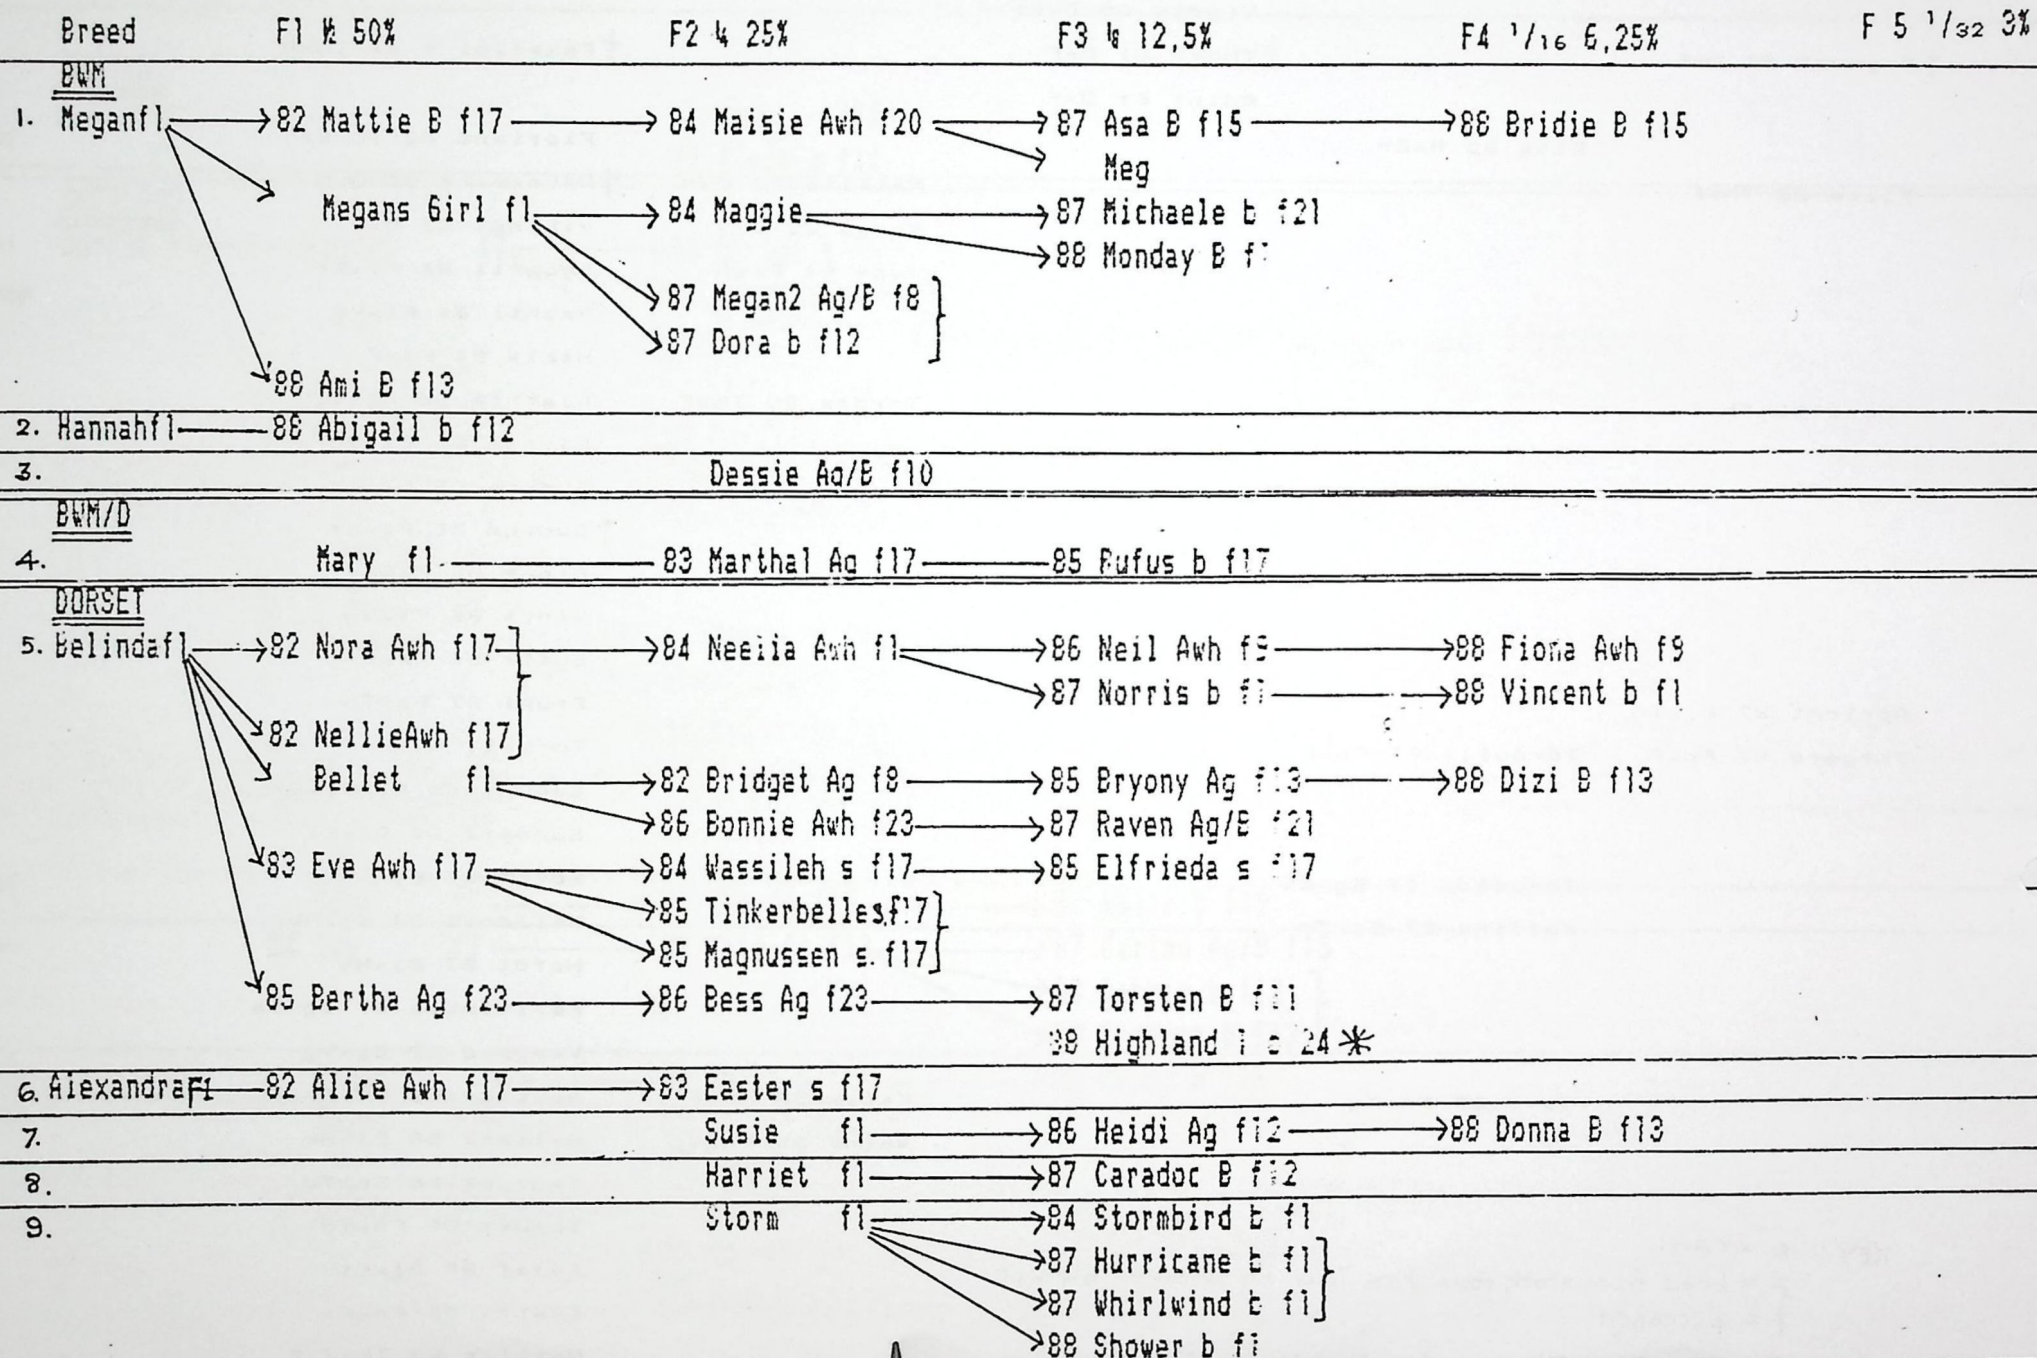 Breed F1 ½ 50% F2 ¼ 25% F3 ⅛ 12,5% F4 1/16 6,25% F 5 1/32 3%
BWM
1. Meganf1 82 Mattie B f17 84 Maisie Awh f20 87 Asa B f15 88 Bridie B f15
Meg
Megans Girl f1 84 Maggie 87 Michaele b f21
88 Monday B
87 Megan2 Ag/B f8
87 Dora b f12
88 Ami B f13
2. Hannahf1 88 Abigail b f12
3. Dessie Ag/B f10
BWM/D
4. Mary f1 83 Martha1 Ag f17 85 Rufus b f17
DORSET
5. Belindaf1 82 Nora Awh f17 84 Neelia Awh f1 86 Neil Awh f9 88 Fiona Awh f9
87 Norris b f1 88 Vincent b f1
82 NellieAwh f17
Bellet f1 82 Bridget Ag f8 85 Bryony Ag f13 88 Dizi B f13
86 Bonnie Awh f23 87 Raven Ag/B f21
83 Eve Awh f17 84 Wassileh s f17 85 Elfrieda s f17
85 Tinkerbelles f17
85 Magnussen s f17
85 Bertha Ag f23 86 Bess Ag f23 87 Torsten B
88 Highland 24 *
6. AlexandraF1 82 Alice Awh f17 83 Easter s f17
7. Susie f1 86 Heidi Ag f12 88 Donna B f13
8. Harriet f1 87 Caradoc B f12
9. Storm f1 84 Stormbird b f1
87 Hurricane b f1
87 Whirlwind b f1
88 Shower b f1